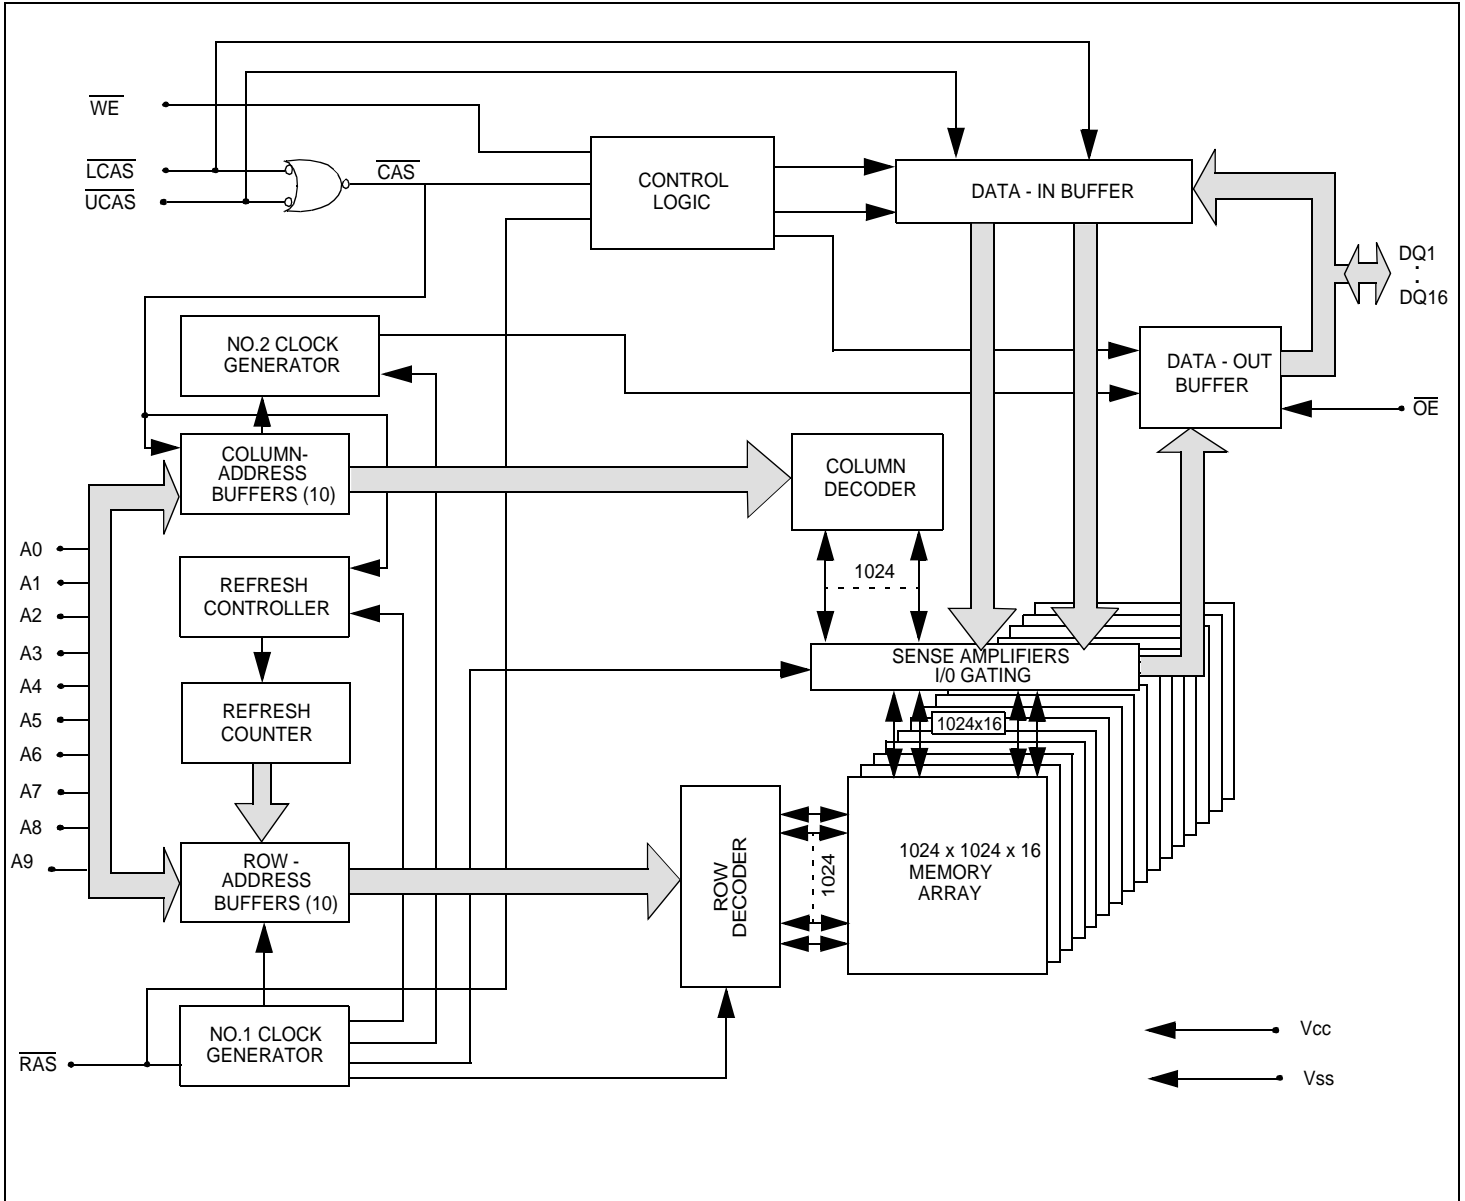 WE
LCAS
UCAS
CAS
CONTROL
LOGIC
DATA - IN BUFFER
DQ1
.
.
DQ16
NO.2 CLOCK
GENERATOR
DATA - OUT
BUFFER
OE
COLUMN-
ADDRESS
BUFFERS (10)
COLUMN
DECODER
A0
A1
A2
A3
A4
A5
A6
A7
A8
A9
1024
REFRESH
CONTROLLER
SENSE AMPLIFIERS
I/0 GATING
REFRESH
COUNTER
1024x16
ROW -
ADDRESS
BUFFERS (10)
ROW
DECODER
1024
1024 x 1024 x 16
MEMORY
ARRAY
NO.1 CLOCK
GENERATOR
RAS
Vcc
Vss